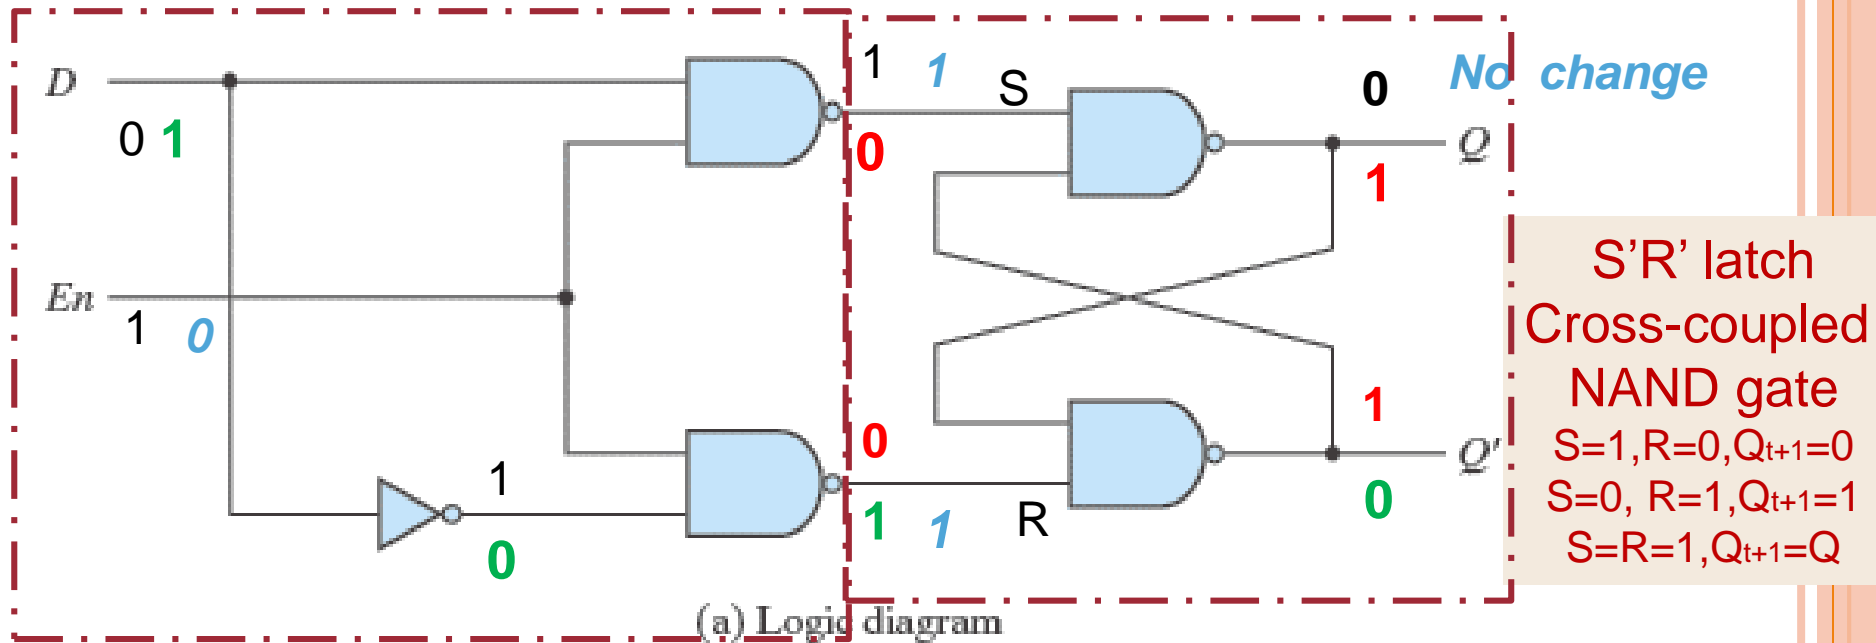 D
0 1
En
1 0
1
0
1 1 S
0
0
1 1 R
0 No change
Q
1
1
Q'
0
S’R’ latch
Cross-coupled
NAND gate
S=1,R=0,Qt+1=0
S=0, R=1,Qt+1=1
S=R=1,Qt+1=Q
(a) Logic diagram